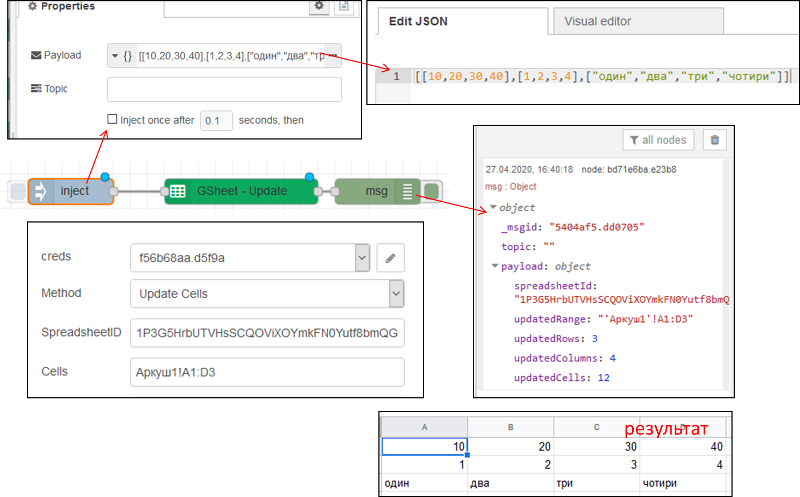 Properties
Payload
{} [[10,20,30,40],[1,2,3,4],["один","два","тр
Topic
Inject once after 0.1 seconds, then
Edit JSON
Visual editor
1 [[10,20,30,40],[1,2,3,4],["один","два","три","чотири"]]
inject
GSheet - Update
msg
all nodes
27.04.2020, 16:40:18 node: bd71e6ba.e23b8
msg : Object
object
_msgid: "5404af5.dd0705"
topic: ""
payload: object
spreadsheetId:
"1P3G5HrbUTVHsSCQOViXOYmkFN0Yutf8bmQ
updatedRange: "'Аркуш1'!A1:D3"
updatedRows: 3
updatedColumns: 4
updatedCells: 12
creds f56b68aa.d5f9a
Method Update Cells
SpreadsheetID 1P3G5HrbUTVHsSCQOViXOYmkFN0Yutf8bmQG
Cells Аркуш1!A1:D3
результат
A B C D
10 20 30 40
1 2 3 4
один два три чотири